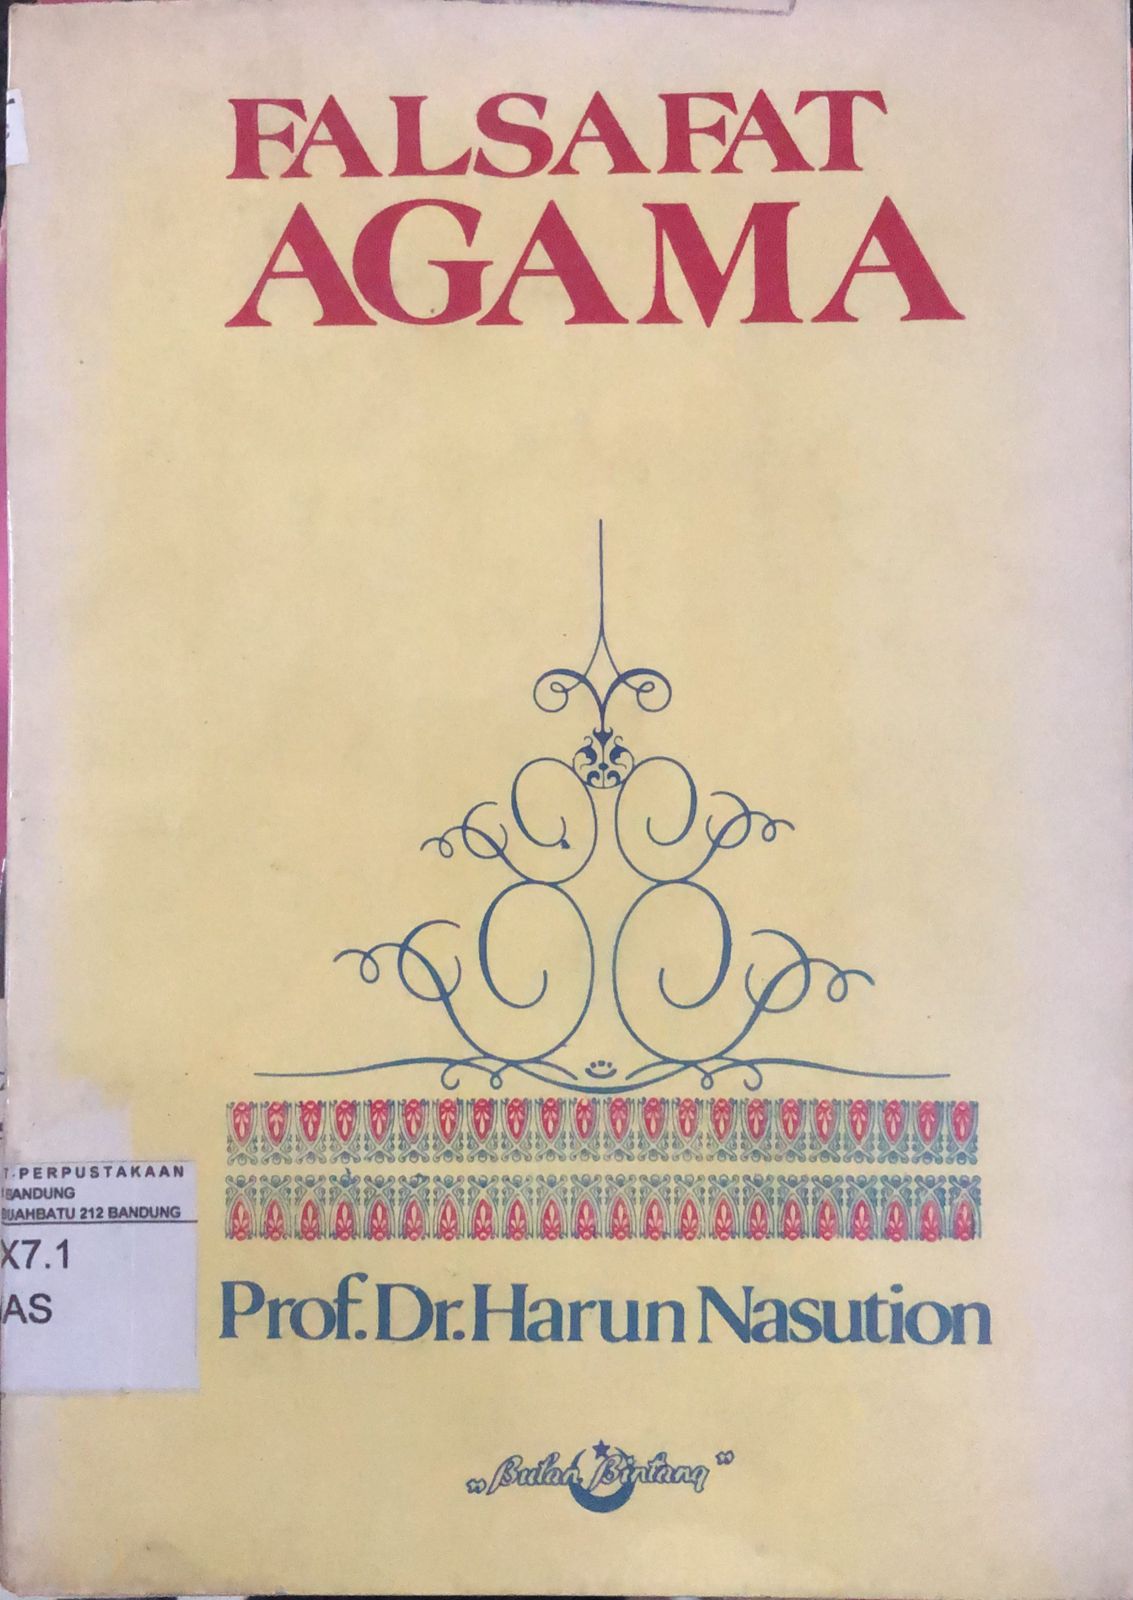 FALSAFAT
AGAMA
PERPUSTAKAAN
BANDUNG
BUAHBATU 212 BANDUNG
X7.1
AS
Prof. Dr. Harun Nasution
„Bulan Bintang”